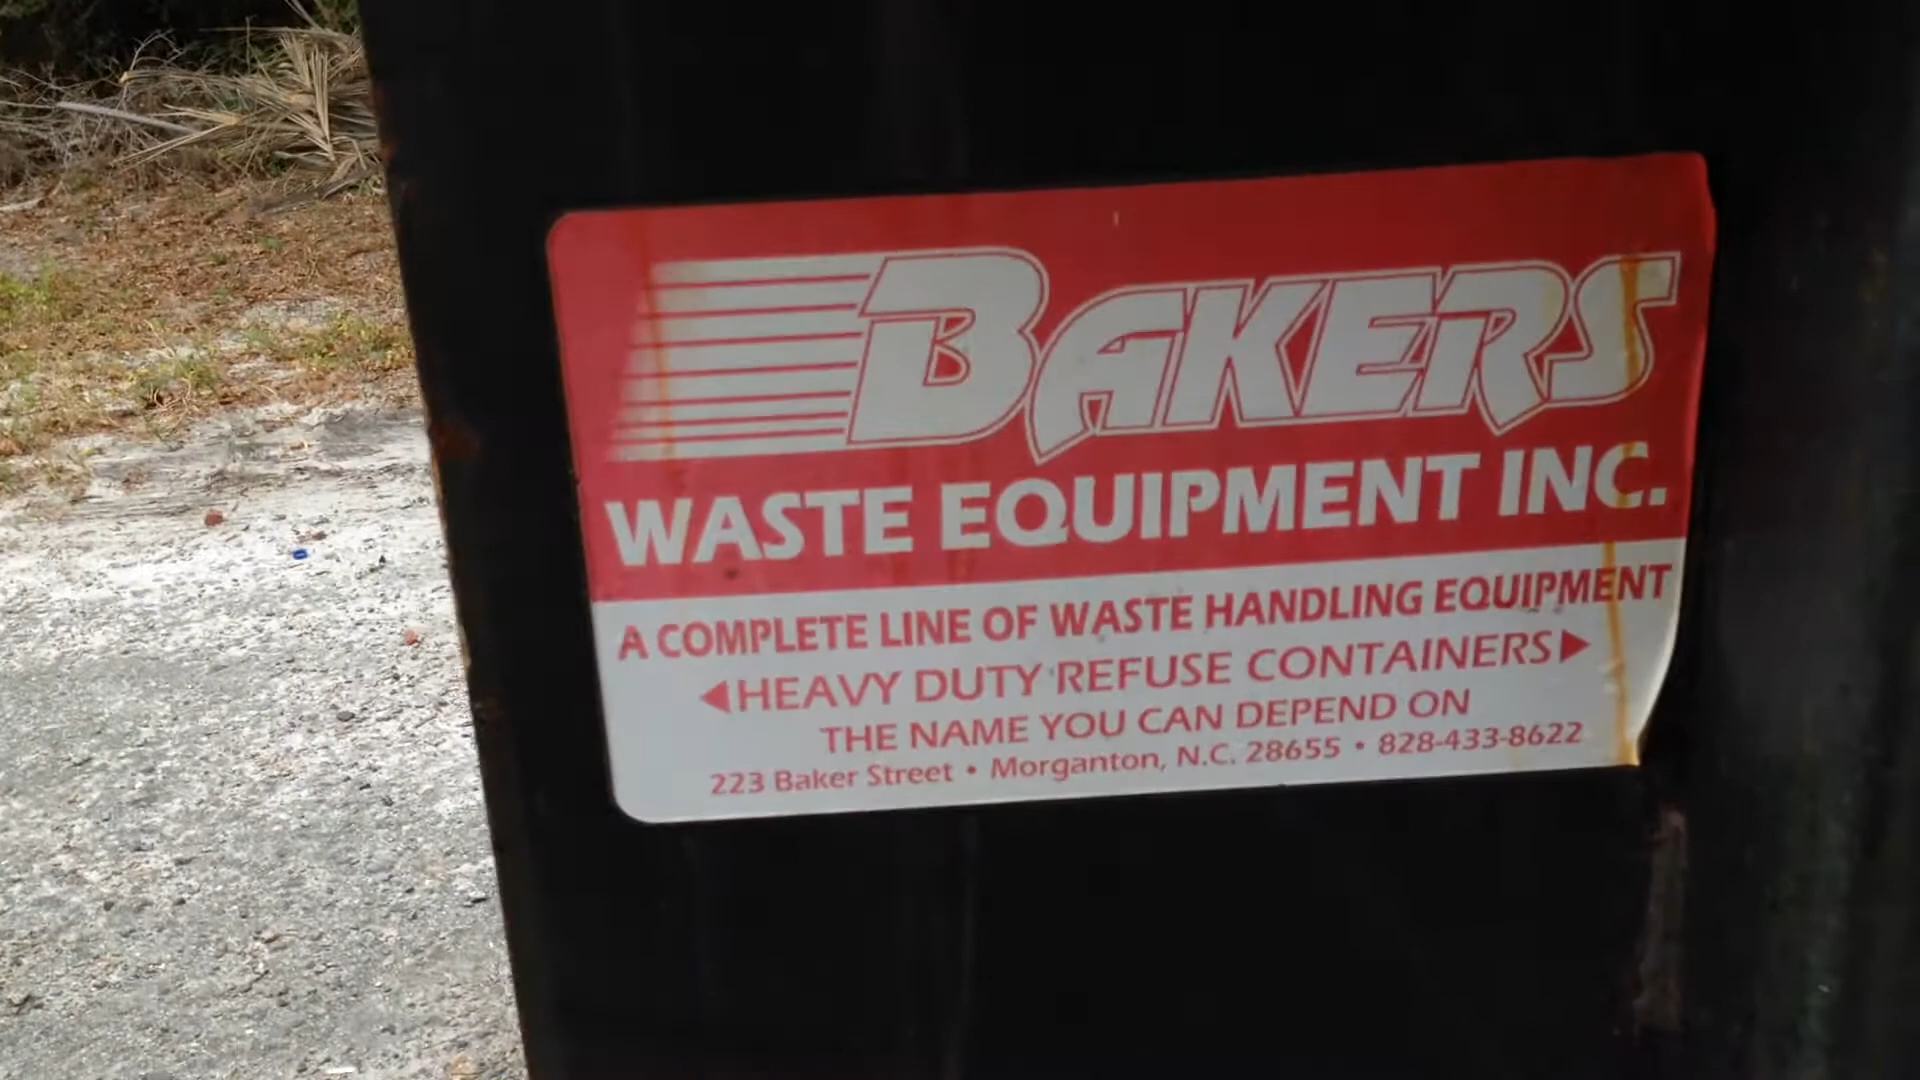 BAKERS
WASTE EQUIPMENT INC.
A COMPLETE LINE OF WASTE HANDLING EQUIPMENT
◀HEAVY DUTY REFUSE CONTAINERS▶
THE NAME YOU CAN DEPEND ON
223 Baker Street • Morganton, N.C. 28655 • 828-433-8622